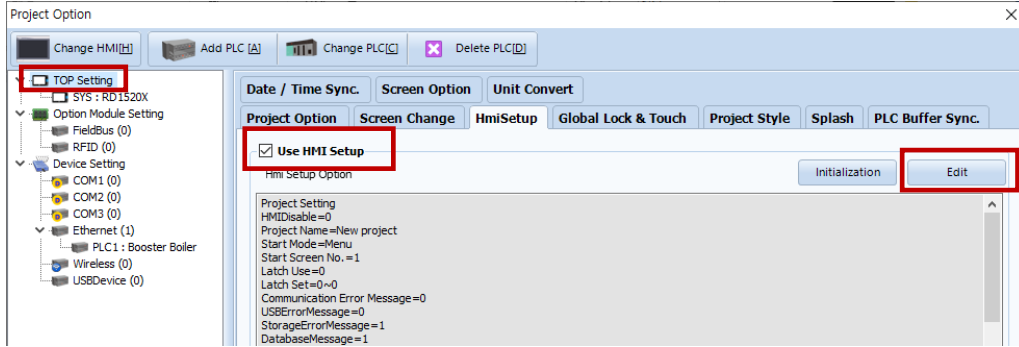 Project Option
Change HMI[H]
Add PLC [A]
Change PLC[C]
Delete PLC[D]
TOP Setting
SYS : RD1520X
Option Module Setting
FieldBus (0)
RFID (0)
Device Setting
COM1 (0)
COM2 (0)
COM3 (0)
Ethernet (1)
PLC1 : Booster Boiler
Wireless (0)
USBDevice (0)
Date / Time Sync.
Screen Option
Unit Convert
Project Option
Screen Change
HmiSetup
Global Lock & Touch
Project Style
Splash
PLC Buffer Sync.
Use HMI Setup
Hmi Setup Option
Initialization
Edit
Project Setting
HMIDisable=0
Project Name=New project
Start Mode=Menu
Start Screen No.=1
Latch Use=0
Latch Set=0~0
Communication Error Message=0
USBErrorMessage=0
StorageErrorMessage=1
DatabaseMessage=1